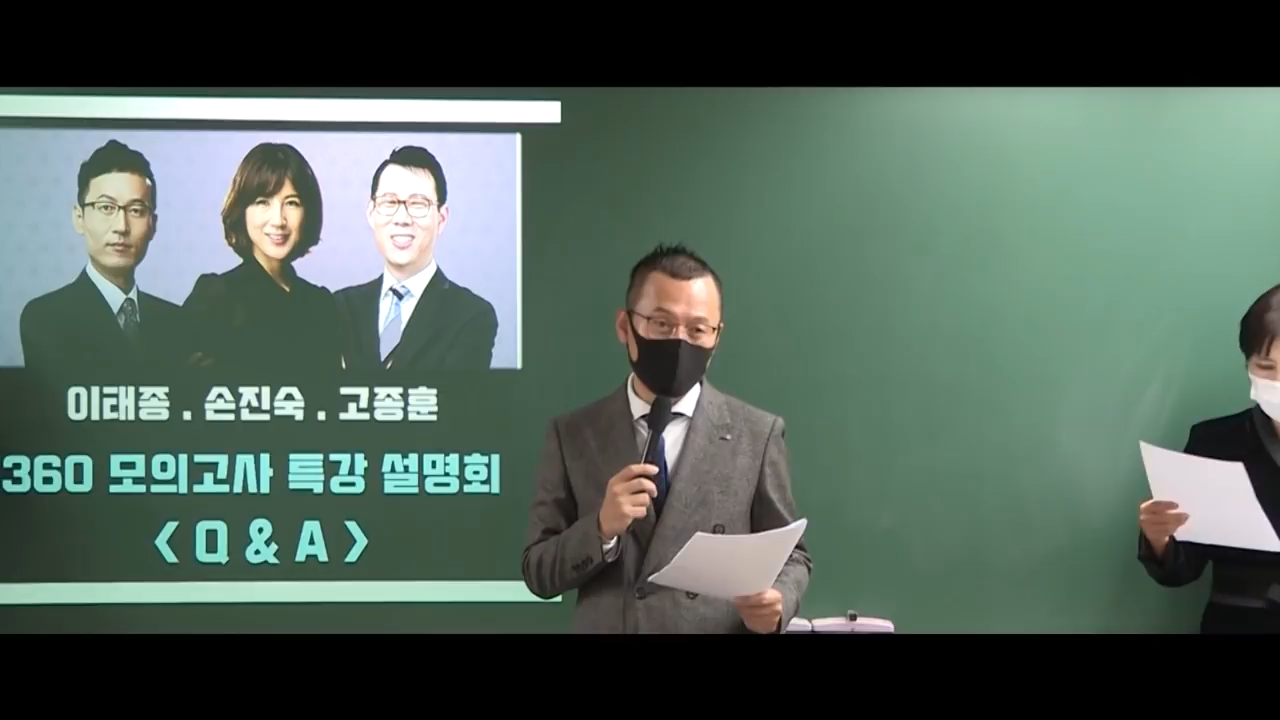 이태종 . 손진숙 . 고종훈
360 모의고사 특강 설명회
< Q & A >